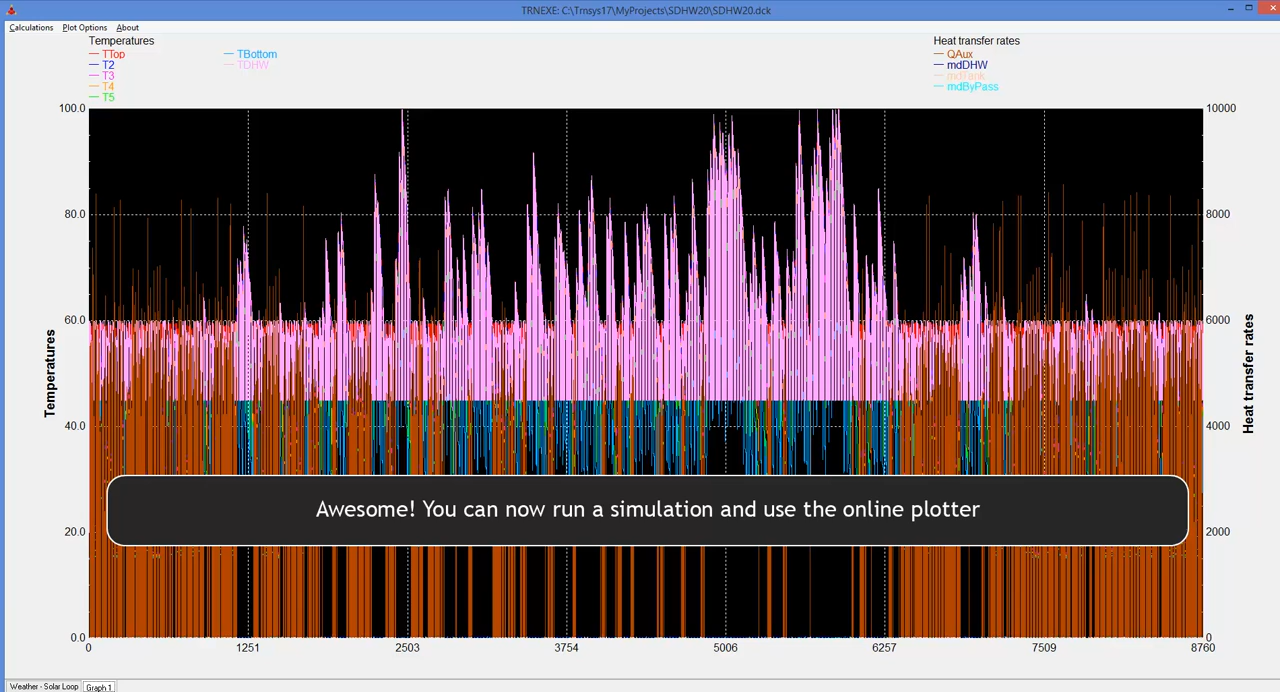 TRNEXE: C:\Trnsys17\MyProjects\SDHW20\SDHW20.dck
Calculations Plot Options About
Temperatures
TTop TBottom
T2 TDHW
T3
T4
T5
Heat transfer rates
QAux
mdDHW
mdTank
mdByPass
100.0
80.0
60.0
40.0
20.0
0.0
Temperatures
10000
8000
6000
4000
2000
0
Heat transfer rates
Awesome! You can now run a simulation and use the online plotter
0 1251 2503 3754 5006 6257 7509 8760
Weather - Solar Loop Graph 1